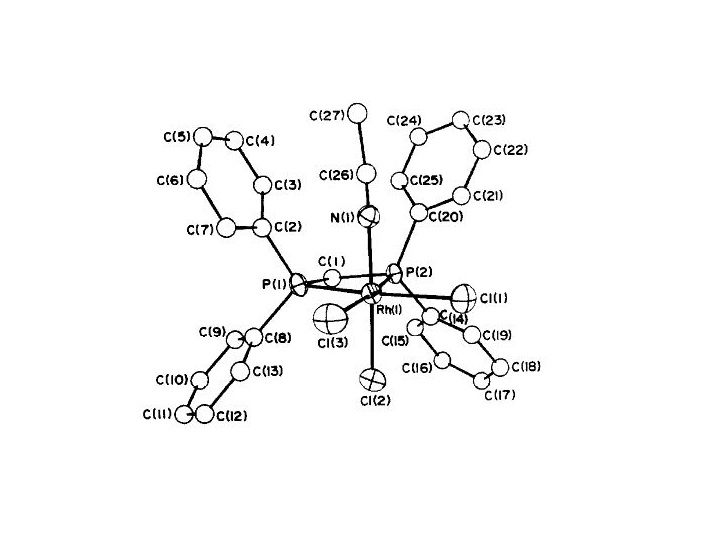 C(27)
C(24)
C(23)
C(5)
C(4)
C(22)
C(26)
C(6)
C(3)
C(25)
C(21)
N(1)
C(20)
C(7)
C(2)
C(1)
P(2)
P(1)
Cl(1)
Rh(1)
C(14)
C(9)
C(8)
Cl(3)
C(15)
C(19)
C(16)
C(18)
C(10)
C(13)
C(17)
Cl(2)
C(11)
C(12)